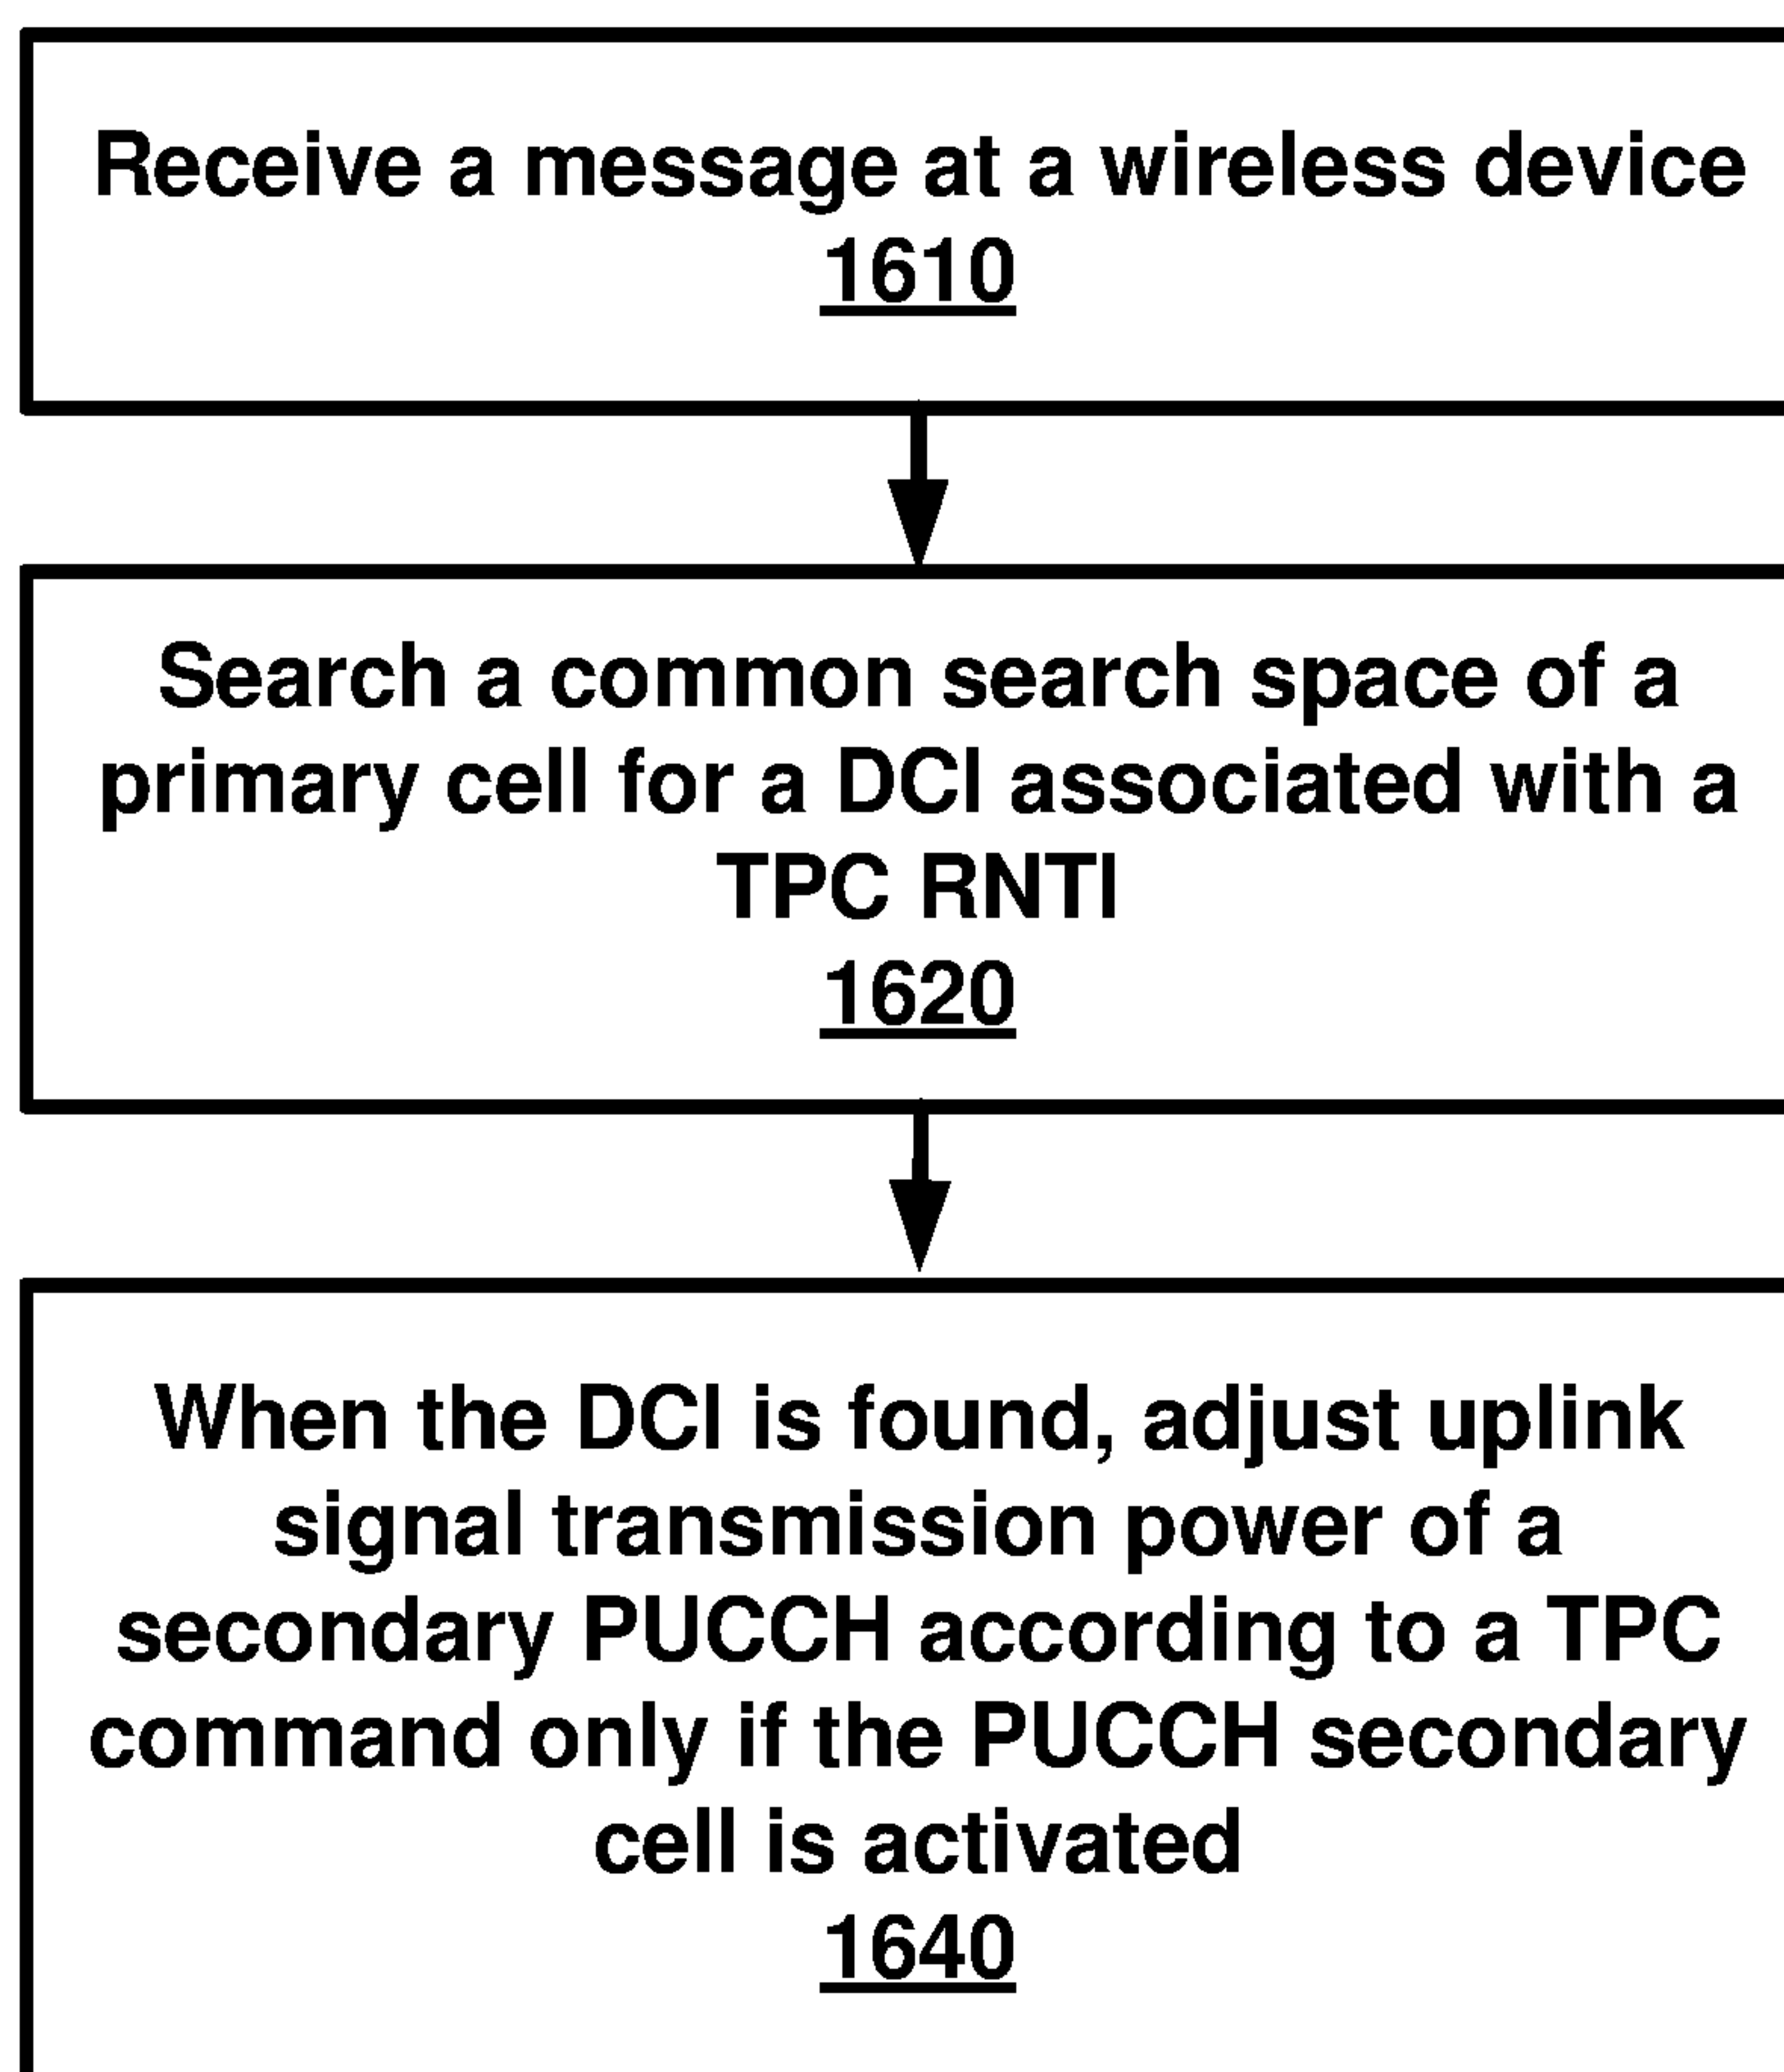 Receive a message at a wireless device
1610
Search a common search space of a
primary cell for a DCI associated with a
TPC RNTI
1620
When the DCI is found, adjust uplink
signal transmission power of a
secondary PUCCH according to a TPC
command only if the PUCCH secondary
cell is activated
1640